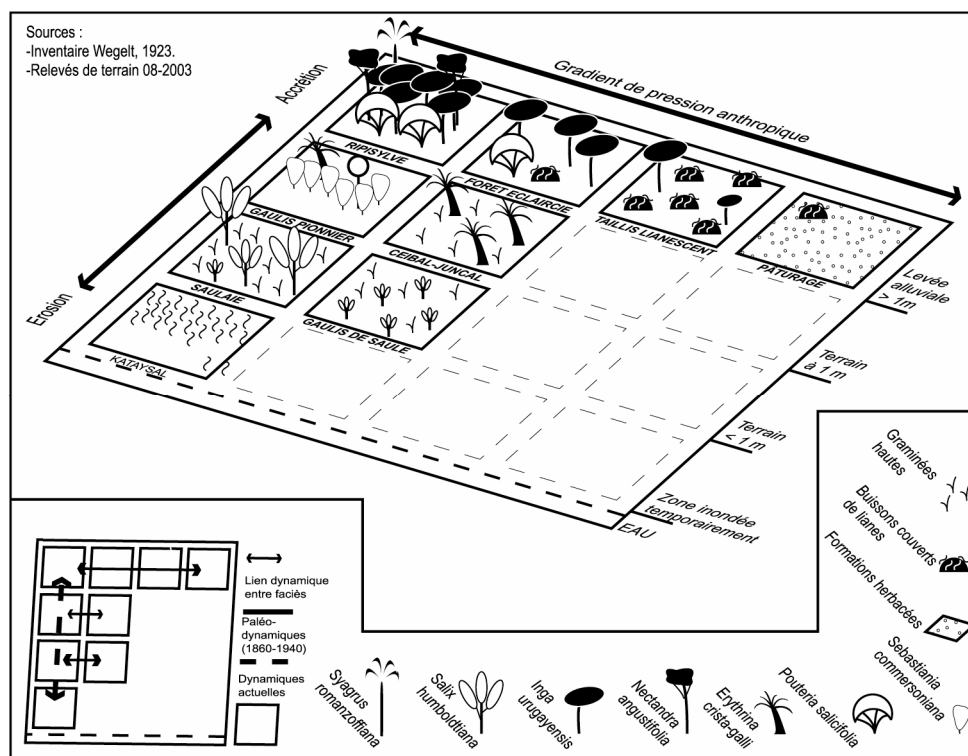 Sources :
-Inventaire Wegelt, 1923.
-Relevés de terrain 08-2003
Accrétion
Erosion
Gradient de pression anthropique
RIPISYLVE
FORET ECLAIRCIE
TAILLIS LIANESCENT
PATURAGE
GAULIS PIONNIER
CEIBAL-JUNCAL
SAULAIE
GAULIS DE SAULE
KATAYSAL
Levée
alluviale
> 1m
Terrain
à 1 m
Terrain
< 1 m
Zone inondée
temporairement
EAU
Graminées
hautes
Buissons couverts
de lianes
Formations herbacées
Sebastiania
commersoniana
Lien dynamique
entre faciès
Paléo-
dynamiques
(1860-1940)
Dynamiques
actuelles
Syagrus
romanzoffiana
Salix
humboldtiana
Inga
urugayensis
Nectandra
angustifolia
Erythrina
crista-galli
Pouteria salicifolia